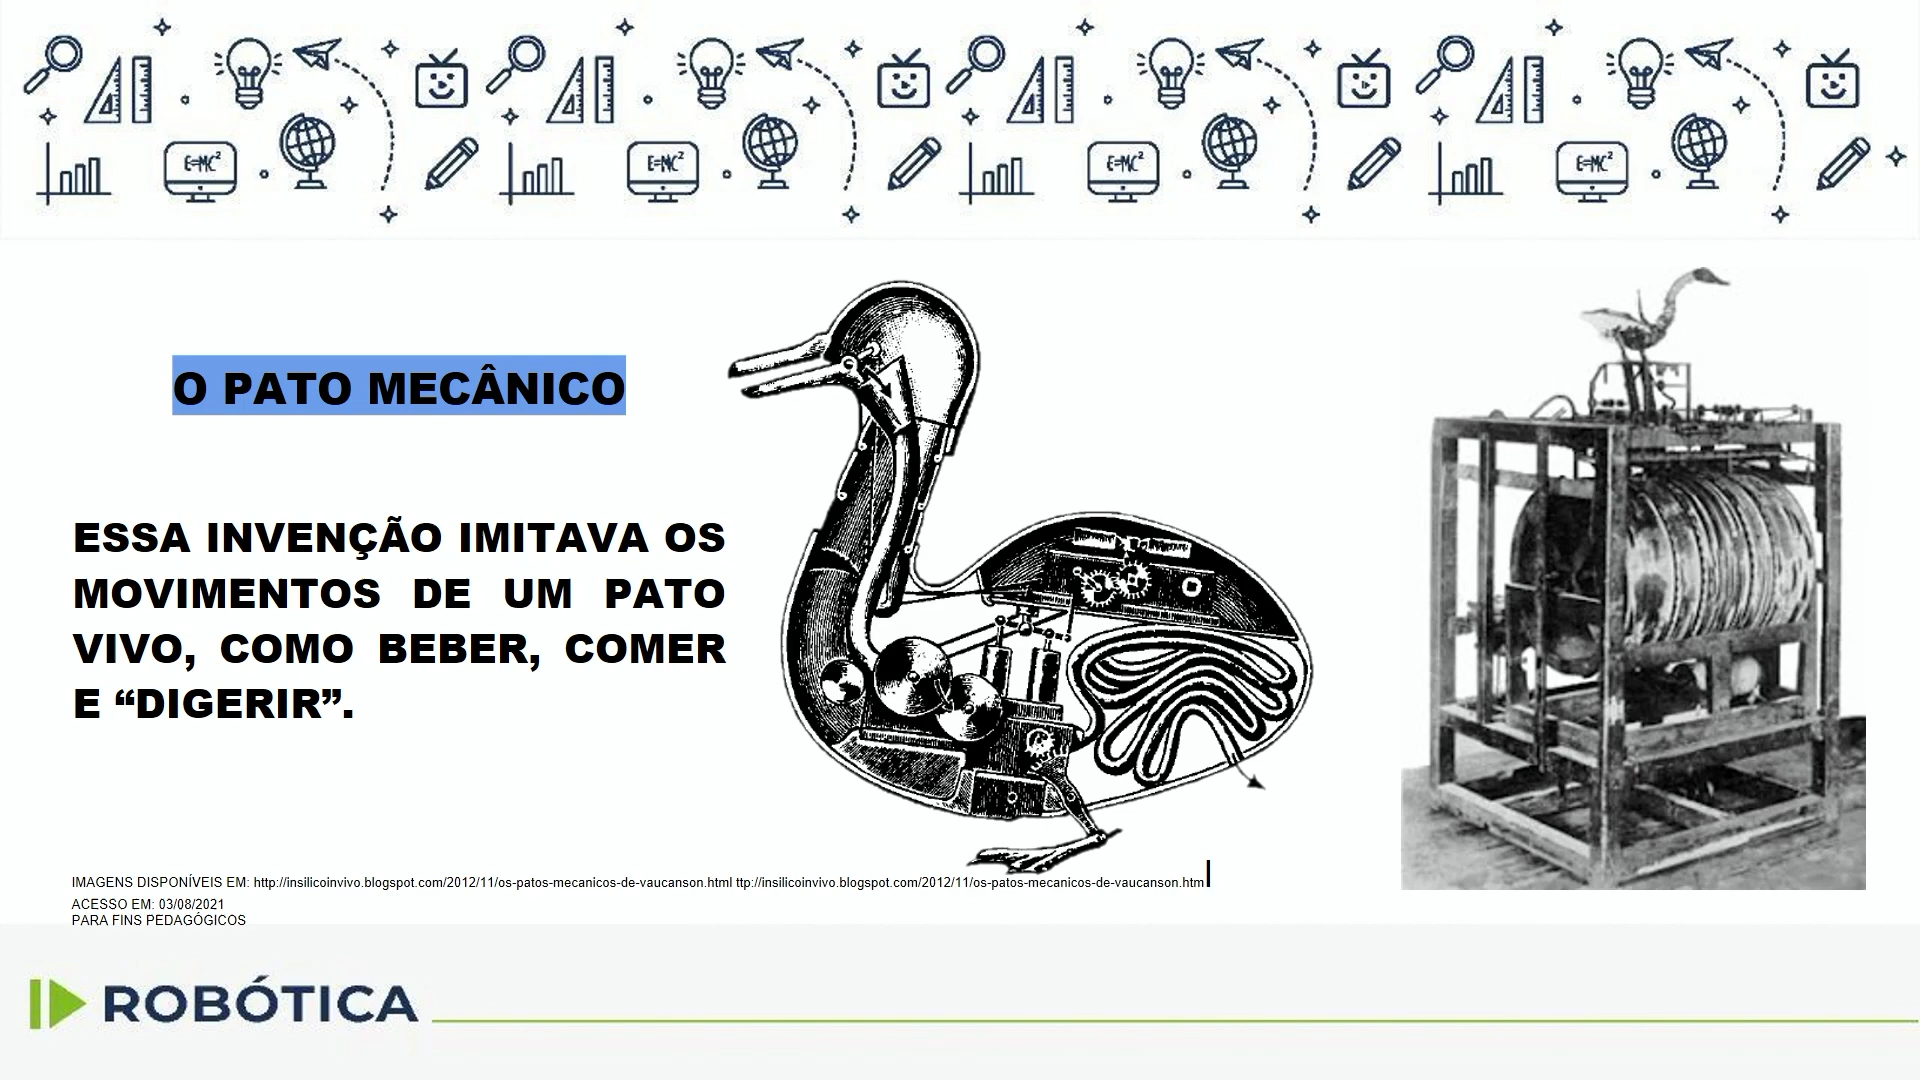 E=MC²
E=MC²
E=MC²
E=MC²
O PATO MECÂNICO
ESSA INVENÇÃO IMITAVA OS
MOVIMENTOS DE UM PATO
VIVO, COMO BEBER, COMER
E “DIGERIR”.
IMAGENS DISPONÍVEIS EM: http://insilicoinvivo.blogspot.com/2012/11/os-patos-mecanicos-de-vaucanson.html ttp://insilicoinvivo.blogspot.com/2012/11/os-patos-mecanicos-de-vaucanson.htm
ACESSO EM: 03/08/2021
PARA FINS PEDAGÓGICOS
ROBÓTICA